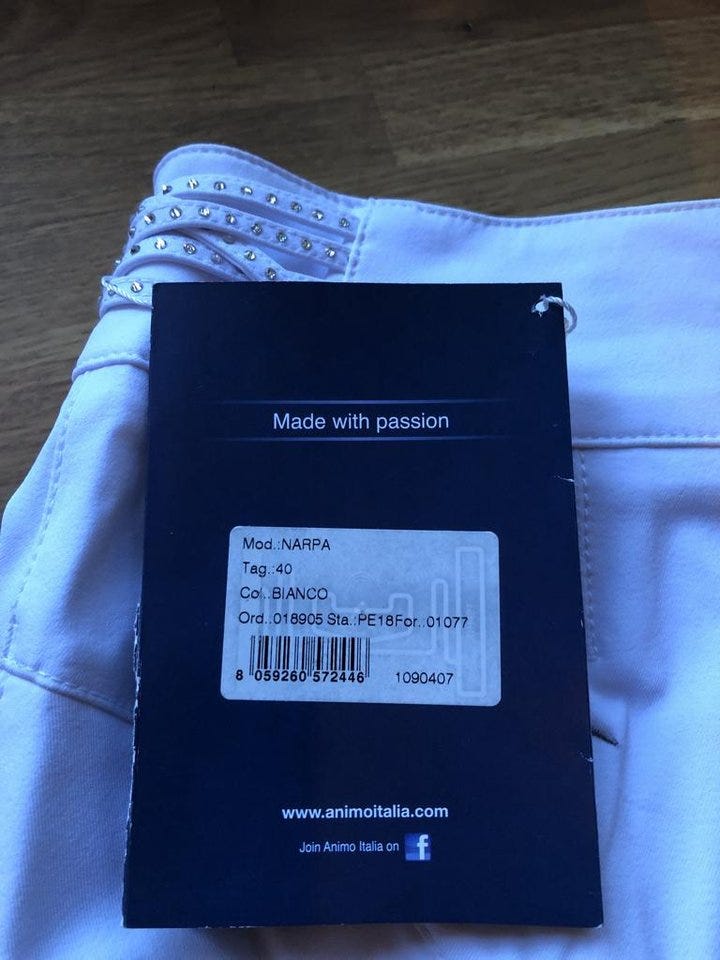 Made with passion
Mod.:NARPA
Tag.:40
Col.:BIANCO
Ord.:018905 Sta.:PE18For.:01077
8 059260 572446 1090407
www.animoitalia.com
Join Animo Italia on f